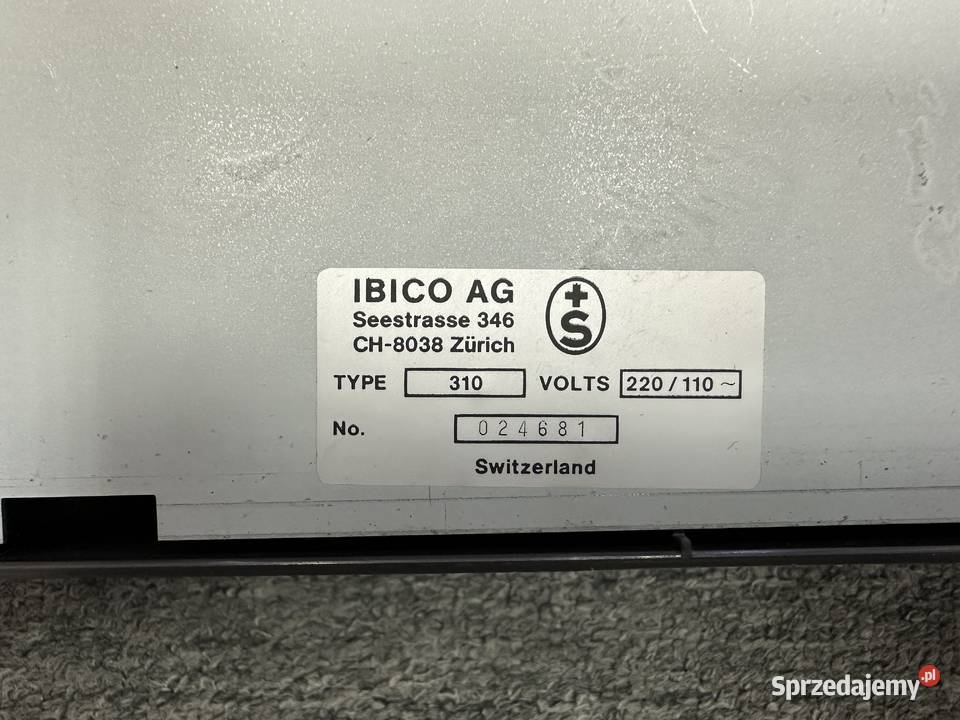 IBICO AG
Seestrasse 346
CH-8038 Zürich
+S
TYPE 310 VOLTS 220 / 110 ~
No. 024681
Switzerland
Sprzedajemy.pl